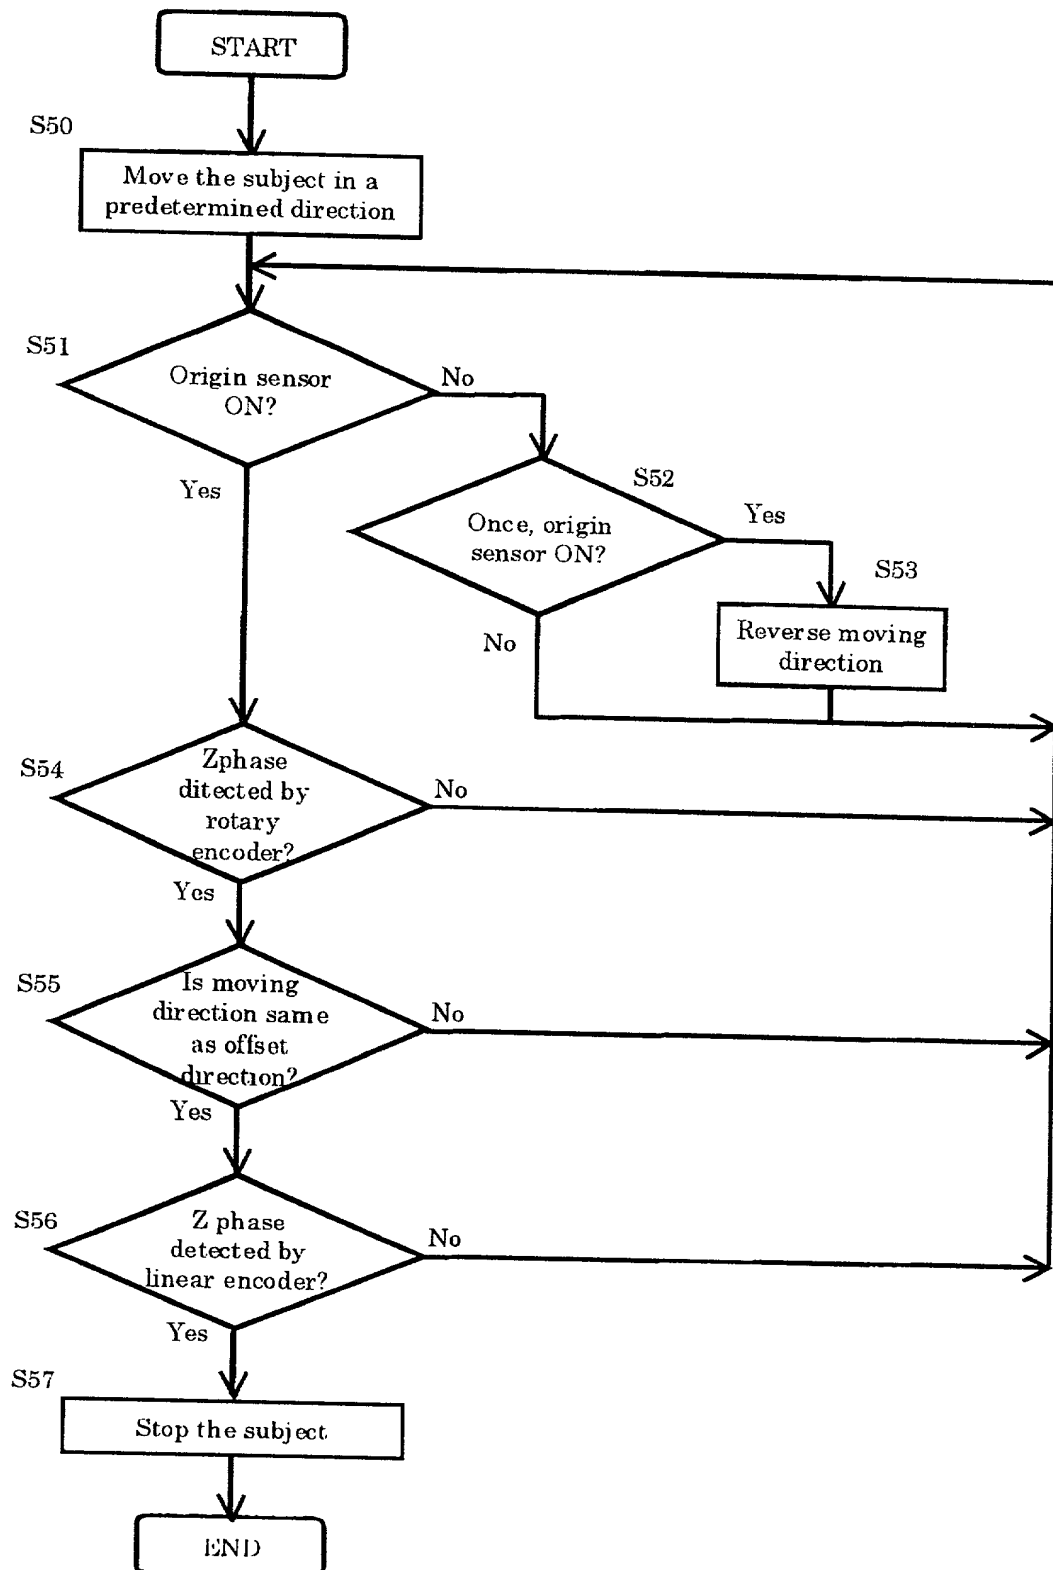 START
S50
Move the subject in a
predetermined direction
S51
Origin sensor
ON?
No
Yes
S52
Once, origin
sensor ON?
Yes
No
S53
Reverse moving
direction
S54
Zphase
ditected by
rotary
encoder?
No
Yes
S55
Is moving
direction same
as offset
direction?
No
Yes
S56
Z phase
detected by
linear encoder?
No
Yes
S57
Stop the subject
END